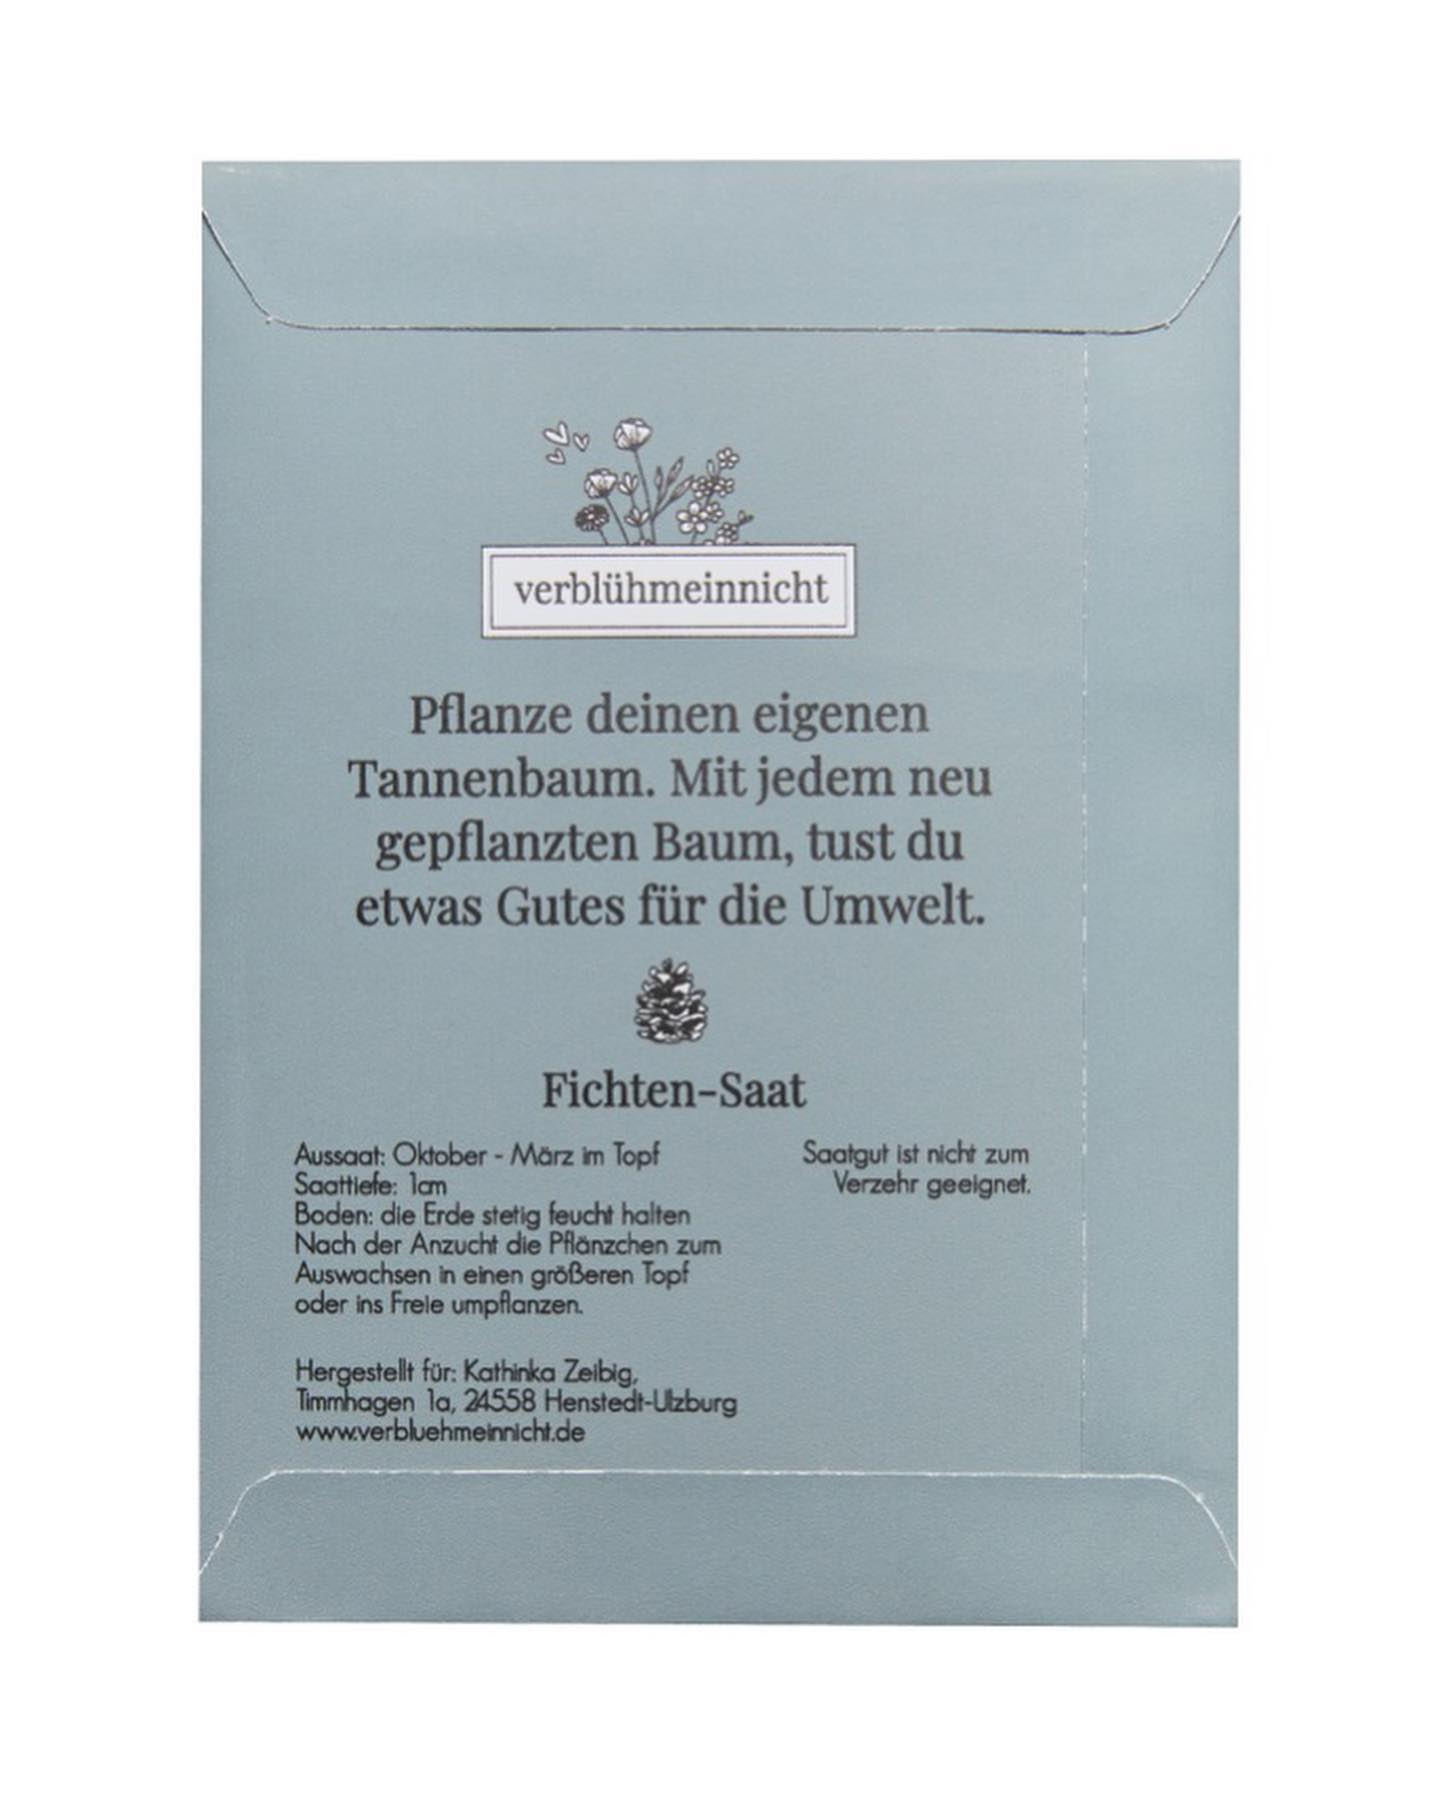 verblühmeinnicht
Pflanze deinen eigenen
Tannenbaum. Mit jedem neu
gepflanzten Baum, tust du
etwas Gutes für die Umwelt.
Fichten-Saat
Aussaat: Oktober - März im Topf
Saattiefe: 1cm
Boden: die Erde stetig feucht halten
Nach der Anzucht die Pflänzchen zum
Auswachsen in einen größeren Topf
oder ins Freie umpflanzen.
Saatgut ist nicht zum
Verzehr geeignet.
Hergestellt für: Kathinka Zeibig,
Timmhagen 1a, 24558 Henstedt-Ulzburg
www.verbluehmeinnicht.de